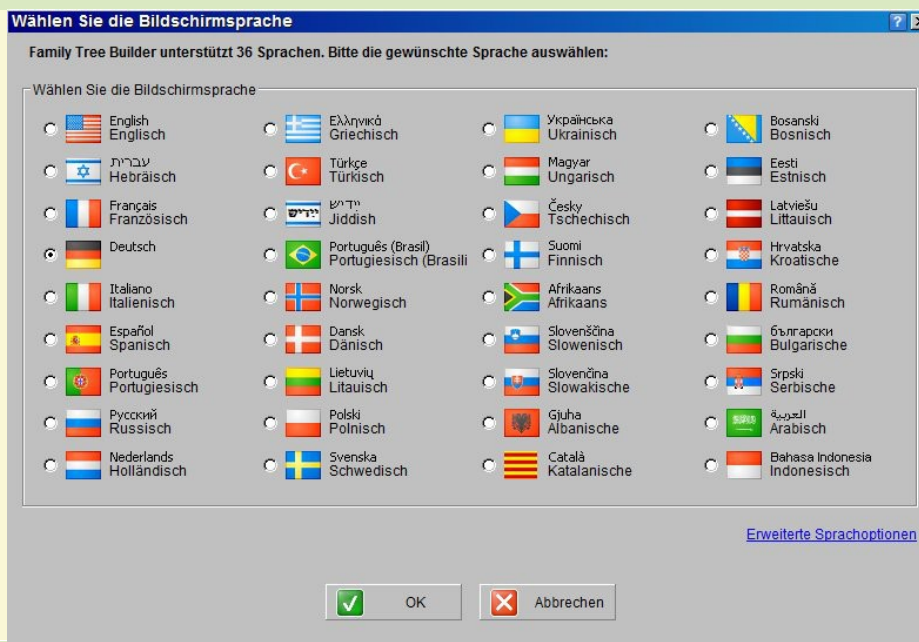 Wählen Sie die Bildschirmsprache
Family Tree Builder unterstützt 36 Sprachen. Bitte die gewünschte Sprache auswählen:
Wählen Sie die Bildschirmsprache
English
Englisch
עברית
Hebräisch
Français
Französisch
Deutsch
Italiano
Italienisch
Español
Spanisch
Português
Portugiesisch
Русский
Russisch
Nederlands
Holländisch
Ελληνικά
Griechisch
Türkçe
Türkisch
ייִדיש
יִידיש
Jiddish
Português (Brasil)
Portugiesisch (Brasili
Norsk
Norwegisch
Dansk
Dänisch
Lietuvių
Litauisch
Polski
Polnisch
Svenska
Schwedisch
Українська
Ukrainisch
Magyar
Ungarisch
Česky
Tschechisch
Suomi
Finnisch
Afrikaans
Afrikaans
Slovenščina
Slowenisch
Slovenčina
Slowakische
Gjuha
Albanische
Català
Katalanische
Bosanski
Bosnisch
Eesti
Estnisch
Latviešu
Littauisch
Hrvatska
Kroatische
Română
Rumänisch
български
Bulgarische
Srpski
Serbische
العربية
Arabisch
Bahasa Indonesia
Indonesisch
Erweiterte Sprachoptionen
OK
Abbrechen